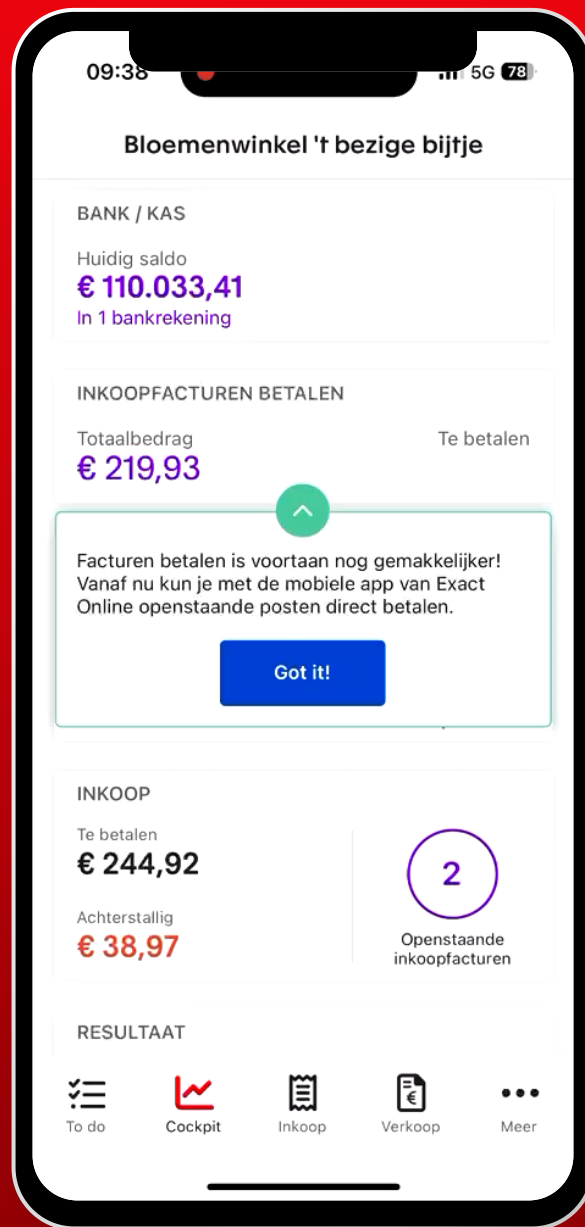 09:38
5G 78
Bloemenwinkel 't bezige bijtje
BANK / KAS
Huidig saldo
€ 110.033,41
In 1 bankrekening
INKOOPFACTUREN BETALEN
Totaalbedrag
Te betalen
€ 219,93
Facturen betalen is voortaan nog gemakkelijker!
Vanaf nu kun je met de mobiele app van Exact
Online openstaande posten direct betalen.
Got it!
INKOOP
Te betalen
€ 244,92
Achterstallig
€ 38,97
2
Openstaande
inkoopfacturen
RESULTAAT
To do
Cockpit
Inkoop
Verkoop
Meer